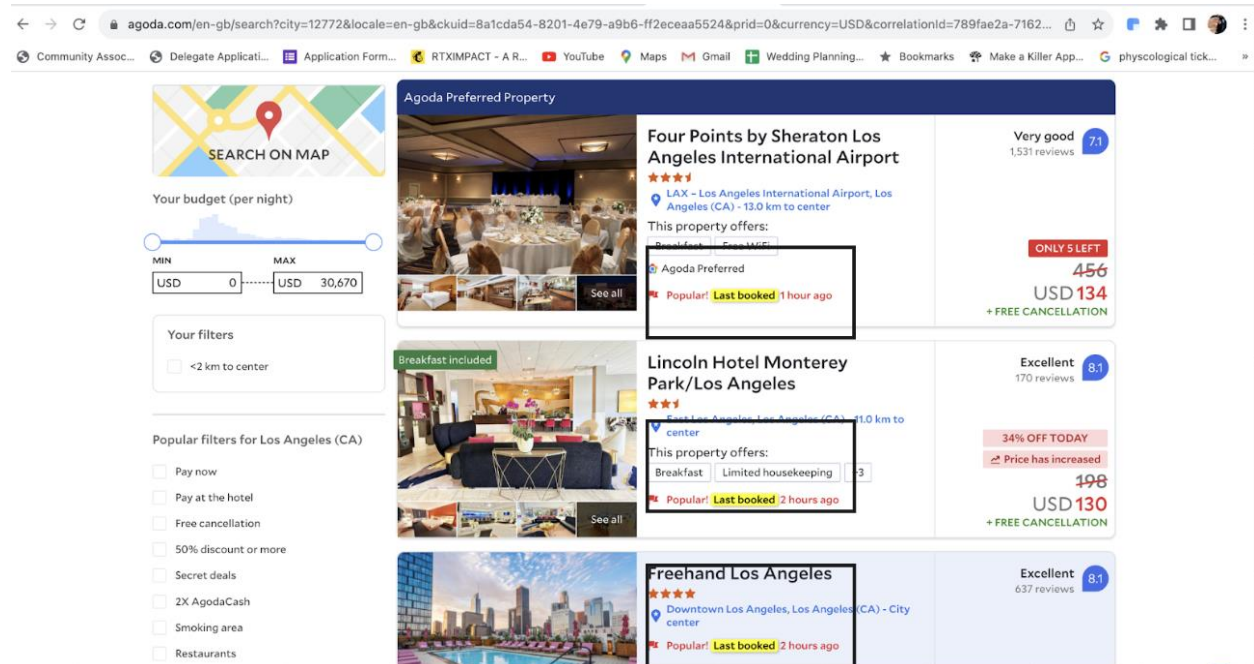 agoda.com/en-gb/search?city=12772&locale=en-gb&ckuid=8a1cda54-8201-4e79-a9b6-ff2eceaa5524&prid=0&currency=USD&correlationId=789fae2a-7162...
Community Assoc... Delegate Applicati... Application Form... RTXIMPACT - A R... YouTube Maps Gmail Wedding Planning... Bookmarks Make a Killer App... physcological tick... »
SEARCH ON MAP
Your budget (per night)
MIN MAX
USD 0 USD 30,670
Your filters
<2 km to center
Popular filters for Los Angeles (CA)
Pay now
Pay at the hotel
Free cancellation
50% discount or more
Secret deals
2X AgodaCash
Smoking area
Restaurants
Agoda Preferred Property
See all
Four Points by Sheraton Los
Angeles International Airport
LAX - Los Angeles International Airport, Los
Angeles (CA) - 13.0 km to center
This property offers:
Breakfast Free WiFi
Agoda Preferred
Popular! Last booked 1 hour ago
Very good 7.1
1,531 reviews
ONLY 5 LEFT
456
USD 134
+ FREE CANCELLATION
Breakfast included
See all
Lincoln Hotel Monterey
Park/Los Angeles
East Los Angeles, Los Angeles (CA) - 11.0 km to
center
This property offers:
Breakfast Limited housekeeping +3
Popular! Last booked 2 hours ago
Excellent 8.1
170 reviews
34% OFF TODAY
Price has increased
198
USD 130
+ FREE CANCELLATION
Freehand Los Angeles
Downtown Los Angeles, Los Angeles (CA) - City
center
Popular! Last booked 2 hours ago
Excellent 8.1
637 reviews